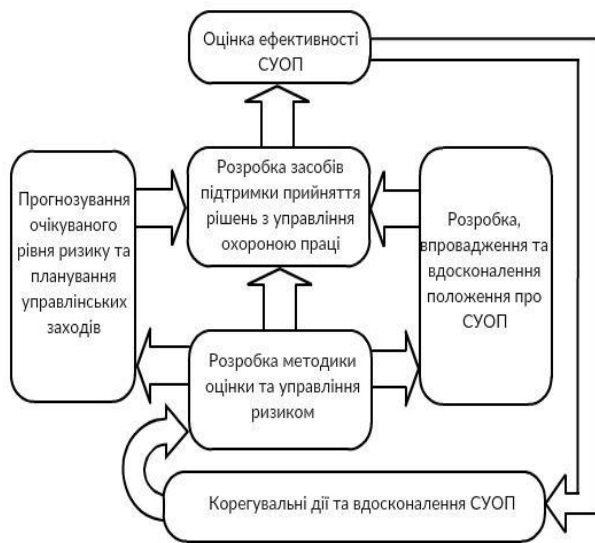 Оцінка ефективності
СУОП
Розробка засобів
підтримки прийняття
рішень з управління
охороною праці
Прогнозування
очікуваного
рівня ризику та
планування
управлінських
заходів
Розробка,
впровадження та
вдосконалення
положення про
СУОП
Розробка методики
оцінки та управління
ризиком
Корегувальні дії та вдосконалення СУОП